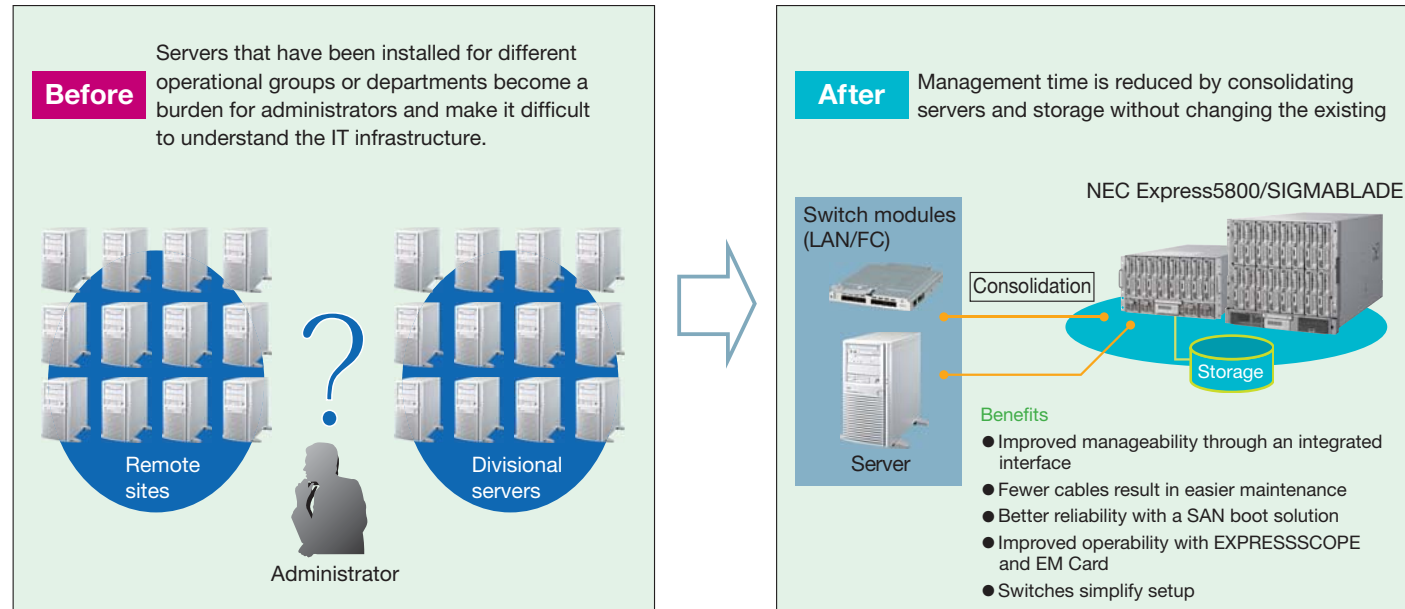 Before
Servers that have been installed for different
operational groups or departments become a
burden for administrators and make it difficult
to understand the IT infrastructure.
Remote
sites
Divisional
servers
?
Administrator
After
Management time is reduced by consolidating
servers and storage without changing the existing
NEC Express5800/SIGMABLADE
Switch modules
(LAN/FC)
Consolidation
Server
Storage
Benefits
● Improved manageability through an integrated
interface
● Fewer cables result in easier maintenance
● Better reliability with a SAN boot solution
● Improved operability with EXPRESSSCOPE
and EM Card
● Switches simplify setup